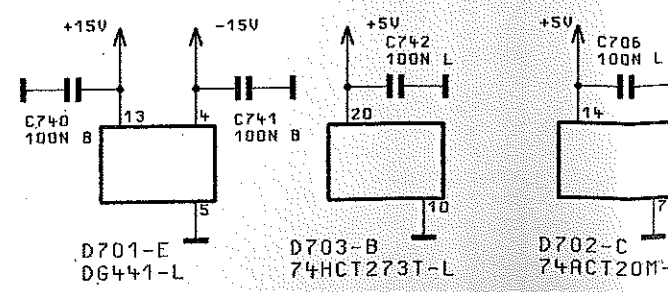 +15V
-15V
+5V
+5V
C742
100N L
C706
100N L
C740
100N B
13
4
C741
100N B
20
14
5
10
7
D701-E
DG441-L
D703-B
74HCT273T-L
D702-C
74ACT20M-